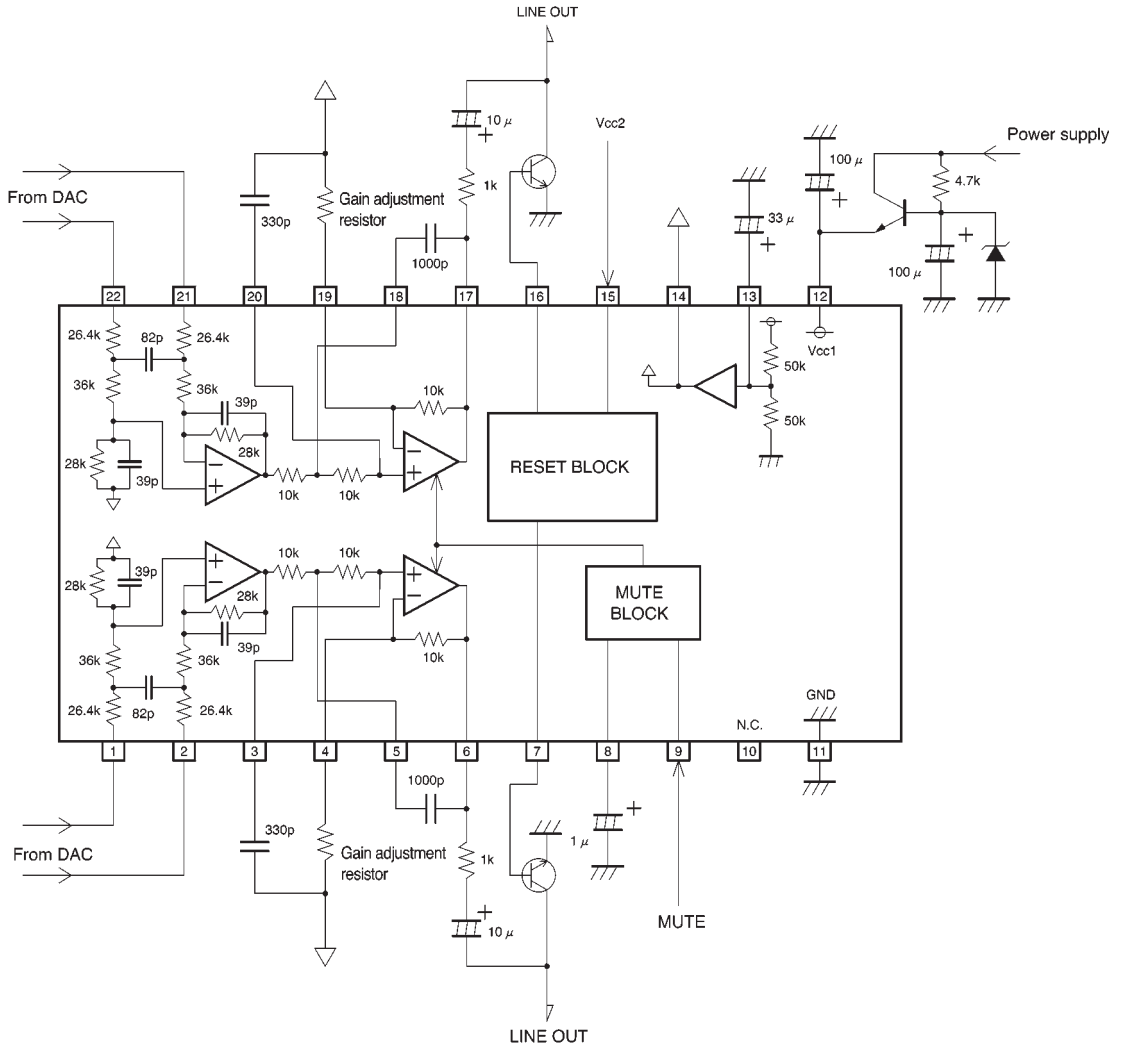 LINE OUT
10 μ
+
Vcc2
Power supply
100 μ
+
4.7k
From DAC
1k
Gain adjustment
resistor
330p
33 μ
+
+
1000p
100 μ
22
21
20
19
18
17
16
15
14
13
12
26.4k
82p
26.4k
Vcc1
50k
36k
36k
39p
10k
50k
28k
28k
39p
−
+
−
+
10k
10k
RESET BLOCK
39p
28k
+
−
10k
10k
+
−
MUTE
BLOCK
28k
39p
10k
36k
36k
26.4k
82p
26.4k
GND
N.C.
1
2
3
4
5
6
7
8
9
10
11
1000p
330p
+
1 μ
From DAC
Gain adjustment
resistor
1k
+
10 μ
MUTE
LINE OUT